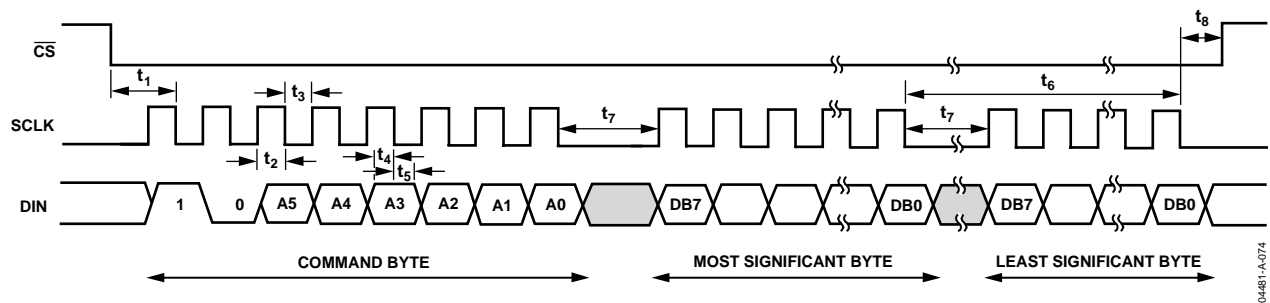 t8
CS
t1
t3
t6
SCLK
t7
t7
t2
t4
t5
DIN
1
0
A5
A4
A3
A2
A1
A0
DB7
DB0
DB7
DB0
COMMAND BYTE
MOST SIGNIFICANT BYTE
LEAST SIGNIFICANT BYTE
04481-A-074